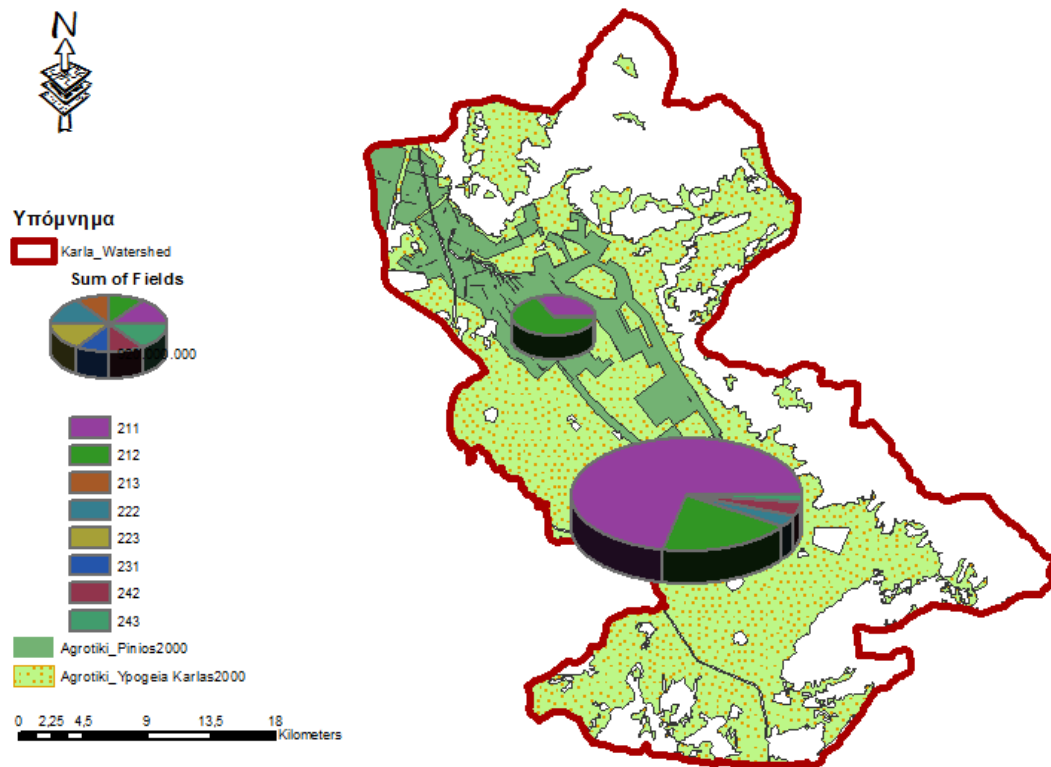 N
Υπόμνημα
Karla_Watershed
Sum of Fields
000.000
211
212
213
222
223
231
242
243
Agrotiki_Pinios2000
Agrotiki_Ypogeia Karlas2000
0 2,25 4,5 9 13,5 18
Kilometers